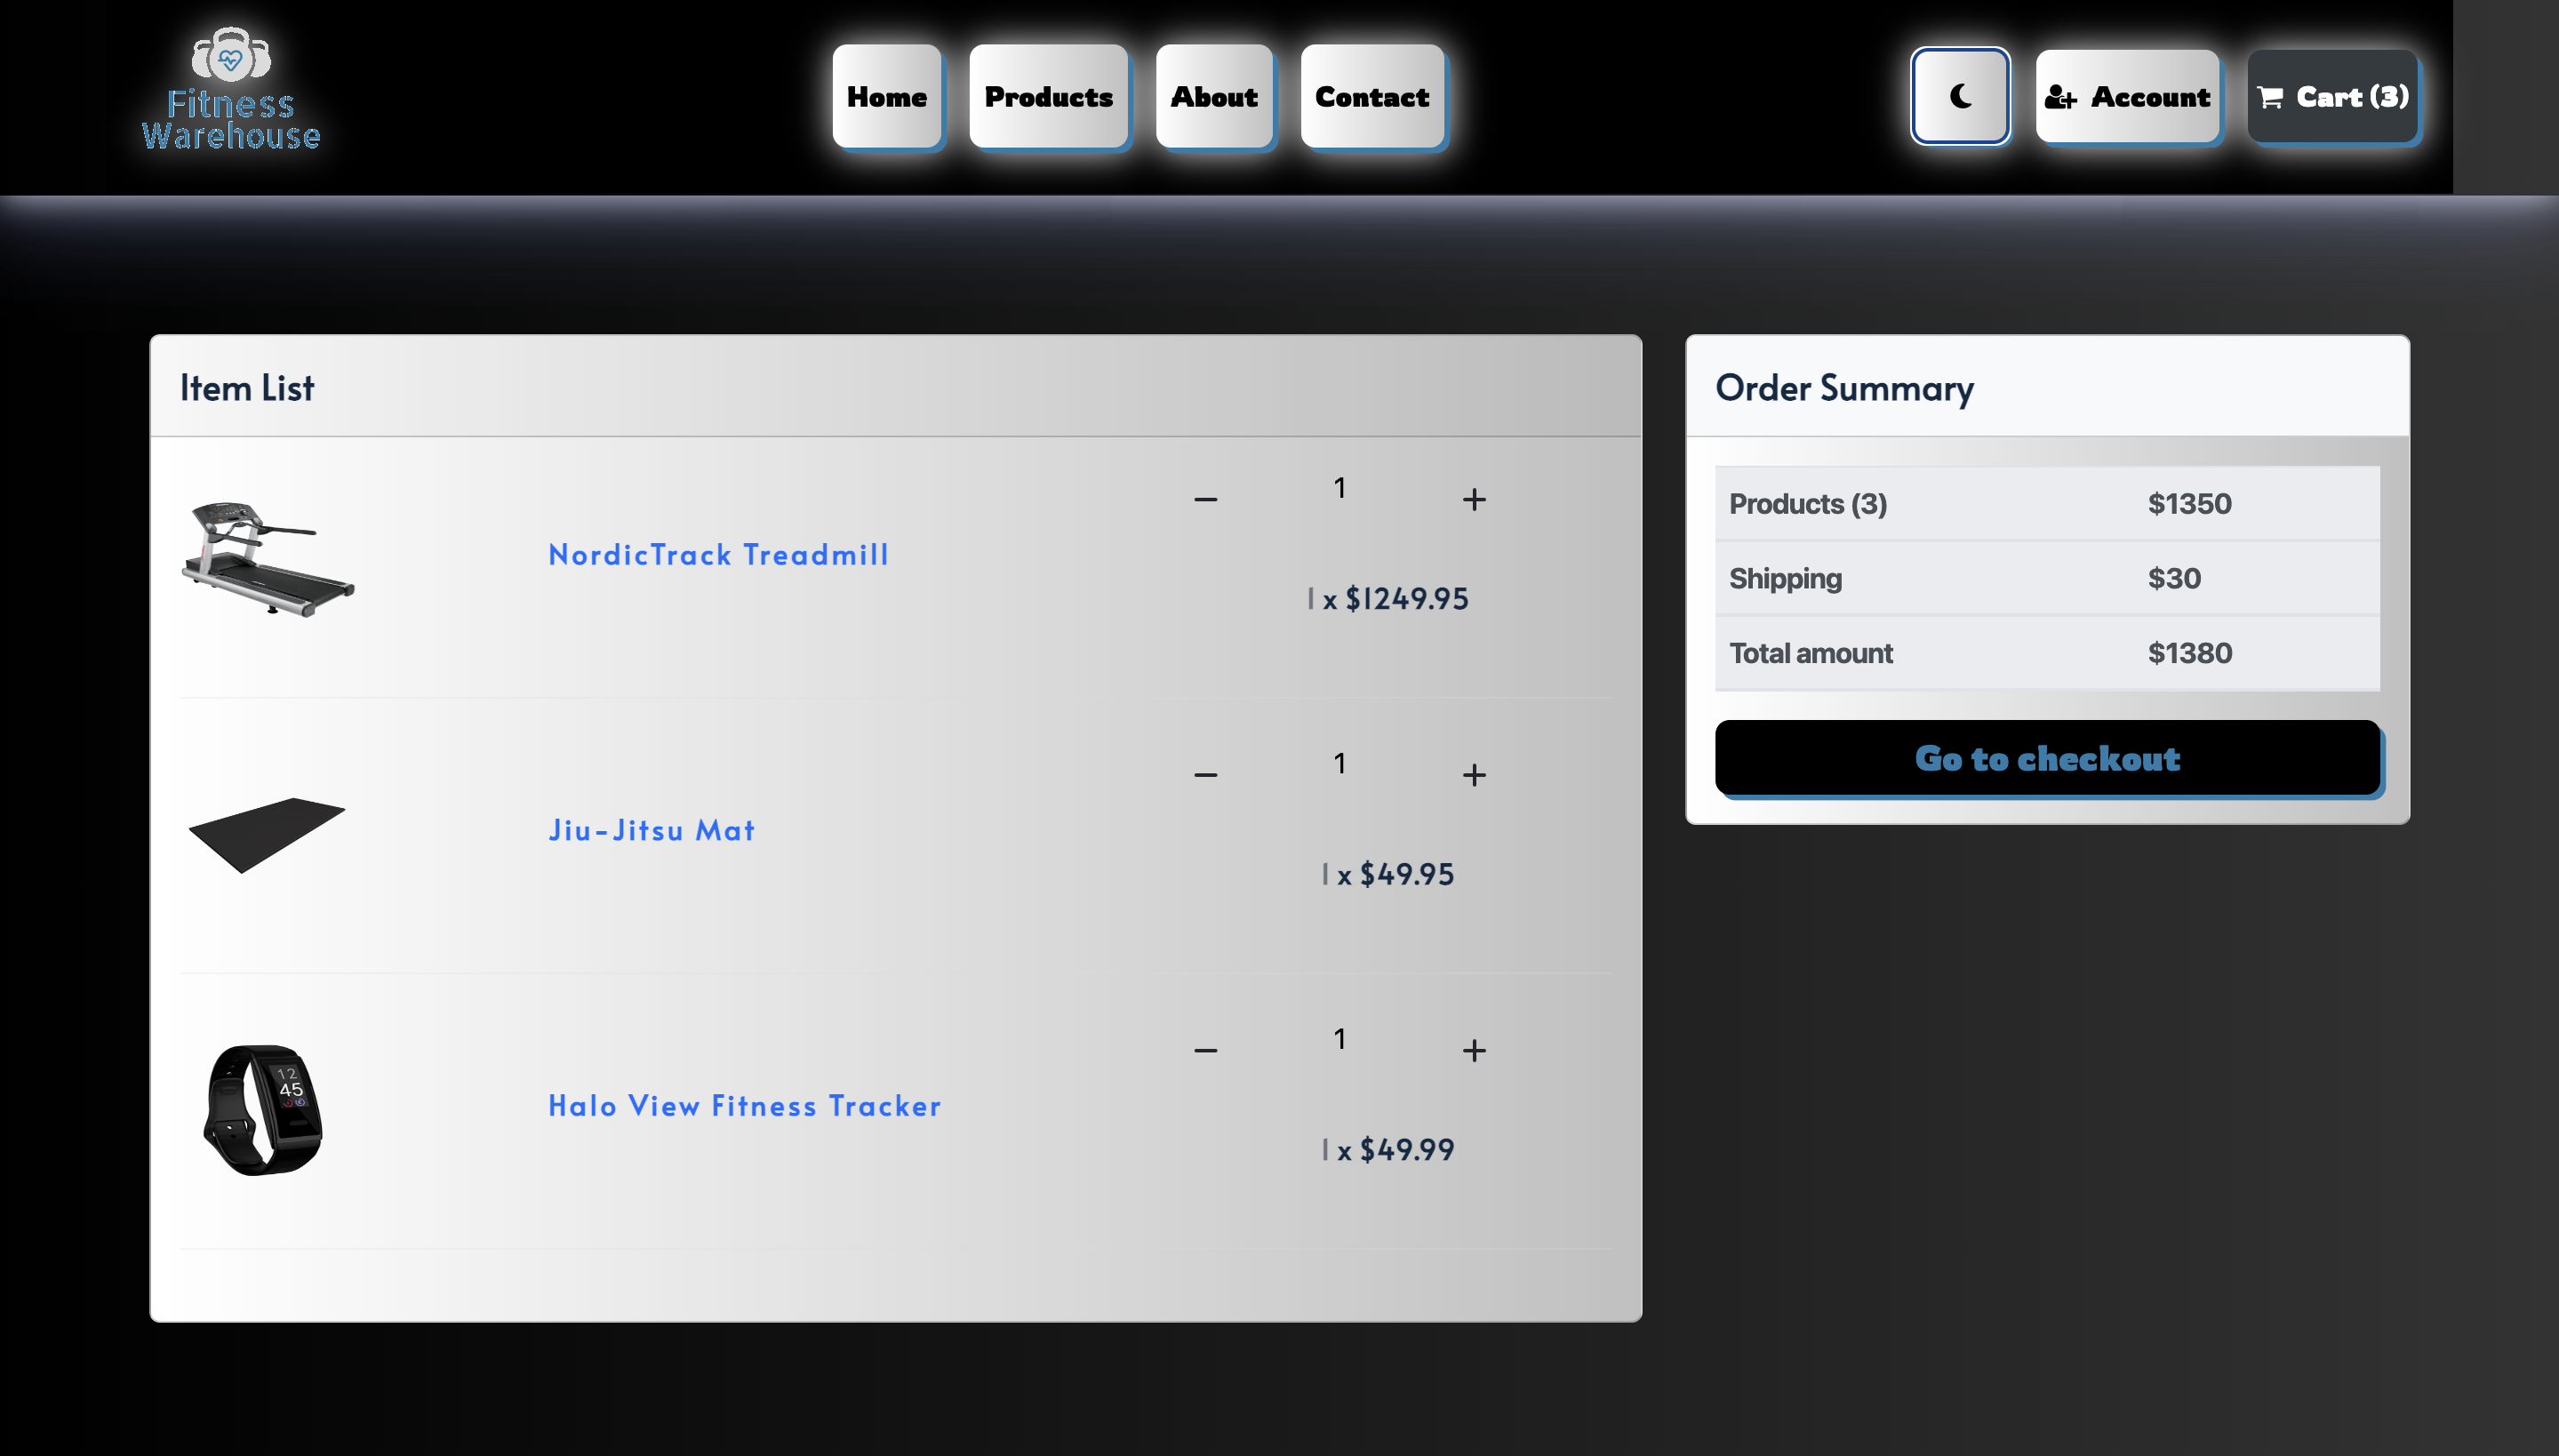 Fitness
Warehouse
Home
Products
About
Contact
Account
Cart (3)
Item List
NordicTrack Treadmill
1
1 x $1249.95
Jiu-Jitsu Mat
1
1 x $49.95
12
45
Halo View Fitness Tracker
1
1 x $49.99
Order Summary
Products (3) $1350
Shipping $30
Total amount $1380
Go to checkout